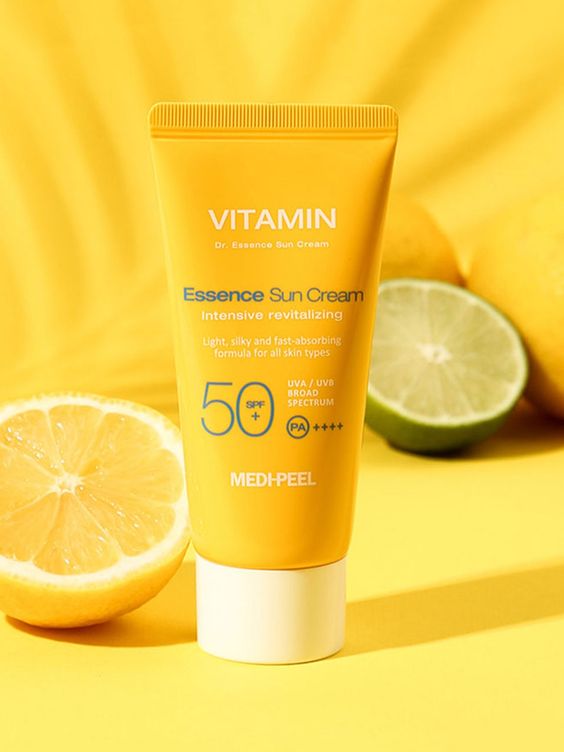 VITAMIN
Dr. Essence Sun Cream
Essence Sun Cream
Intensive revitalizing
Light, silky and fast-absorbing
formula for all skin types
50 SPF +
UVA / UVB
BROAD
SPECTRUM
PA ++++
MEDI-PEEL